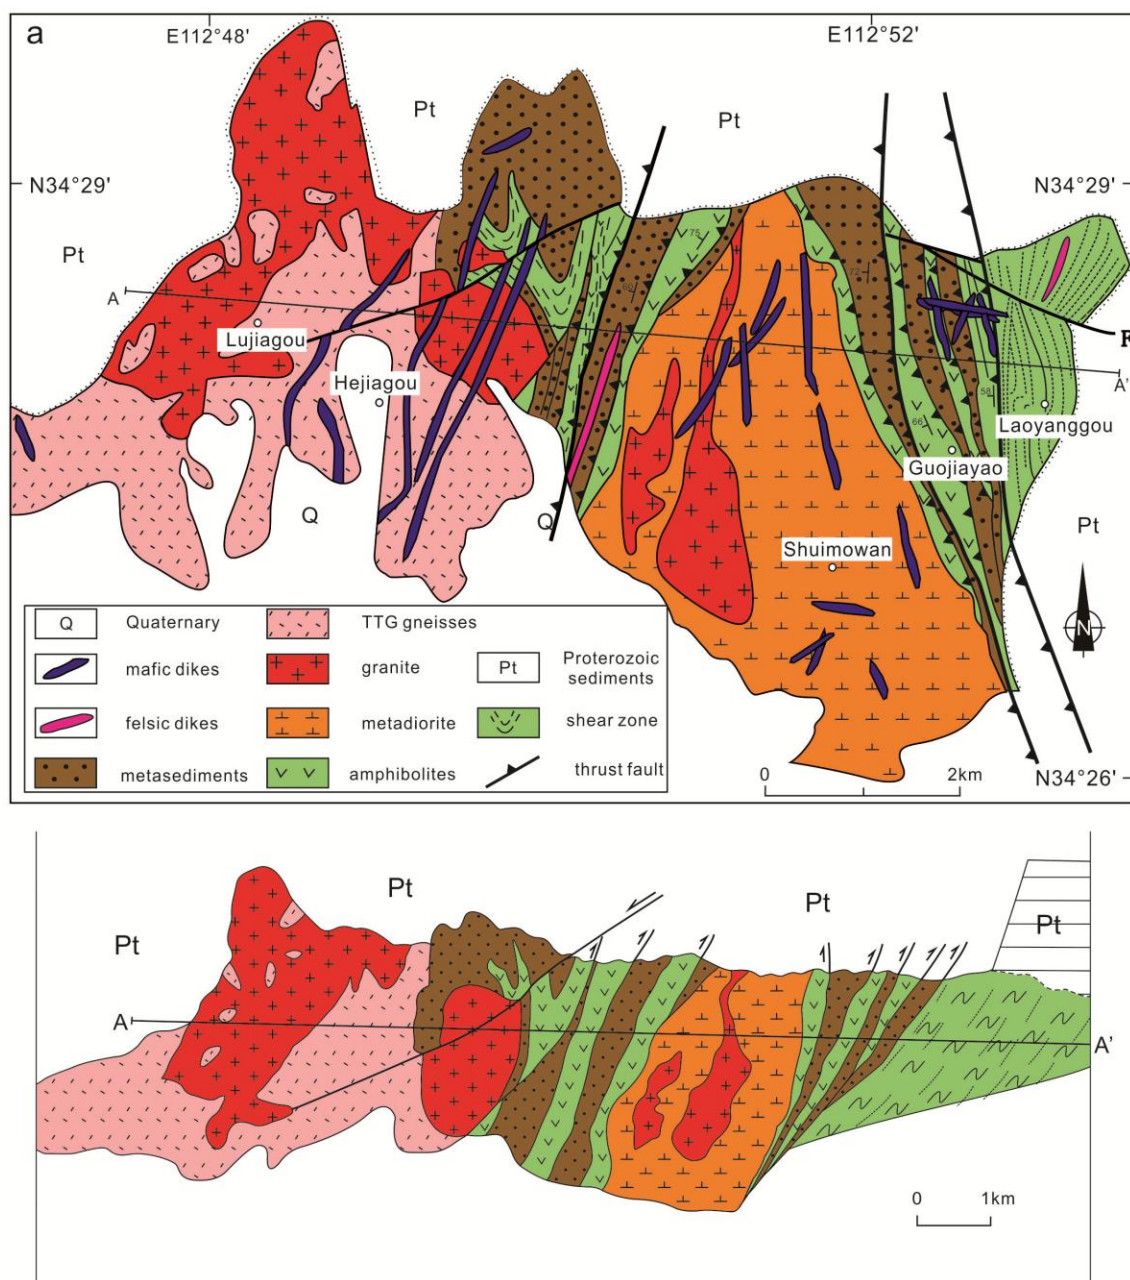 a
E112°48'
E112°52'
Pt
Pt
N34°29'
N34°29'
Pt
75
60
72
A
F
Lujiagou
Hejiagou
A'
58
Laoyanggou
66
Guojiayao
Q
Q
Pt
Shuimowan
N
Q
Quaternary
TTG gneisses
mafic dikes
granite
Pt
Proterozoic
sediments
felsic dikes
metadiorite
shear zone
metasediments
amphibolites
thrust fault
0
2km
N34°26'
Pt
Pt
Pt
Pt
A
A'
0
1km